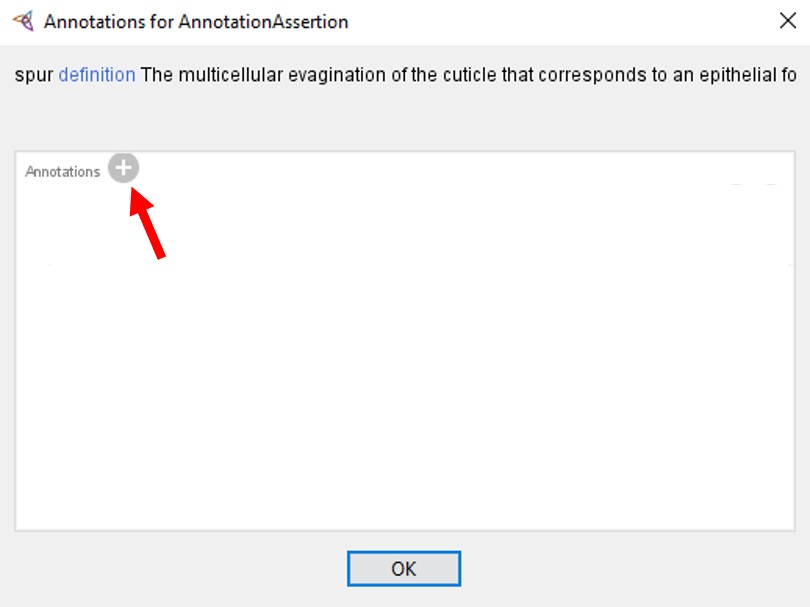 Annotations for AnnotationAssertion
spur definition The multicellular evagination of the cuticle that corresponds to an epithelial fo
Annotations
OK